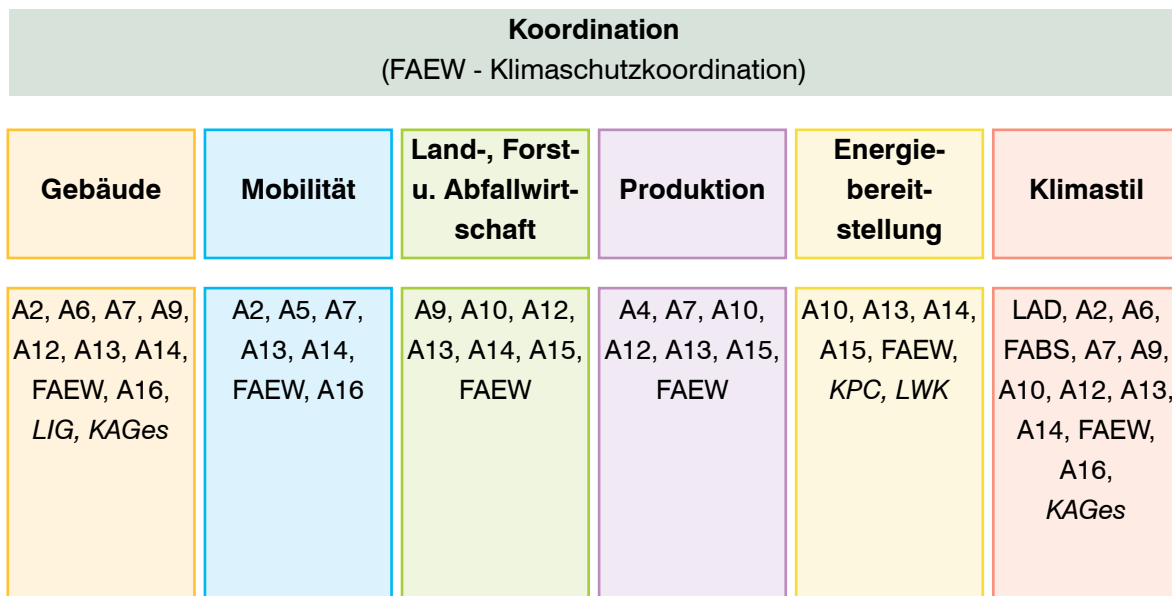 Koordination
(FAEW - Klimaschutzkoordination)
Gebäude
Mobilität
Land-, Forst-
u. Abfallwirt-
schaft
Produktion
Energie-
bereit-
stellung
Klimastil
A2, A6, A7, A9,
A12, A13, A14,
FAEW, A16,
LIG, KAGes
A2, A5, A7,
A13, A14,
FAEW, A16
A9, A10, A12,
A13, A14, A15,
FAEW
A4, A7, A10,
A12, A13, A15,
FAEW
A10, A13, A14,
A15, FAEW,
KPC, LWK
LAD, A2, A6,
FABS, A7, A9,
A10, A12, A13,
A14, FAEW,
A16,
KAGes